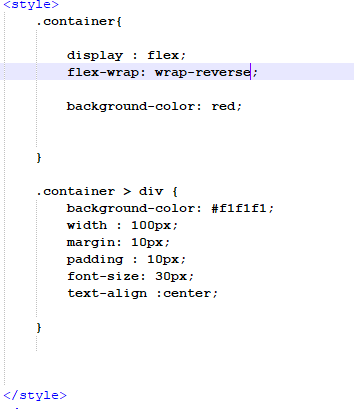 <style>
.container{
display : flex;
flex-wrap: wrap-reverse;
background-color: red;
}
.container > div {
background-color: #f1f1f1;
width : 100px;
margin: 10px;
padding : 10px;
font-size: 30px;
text-align :center;
}
</style>